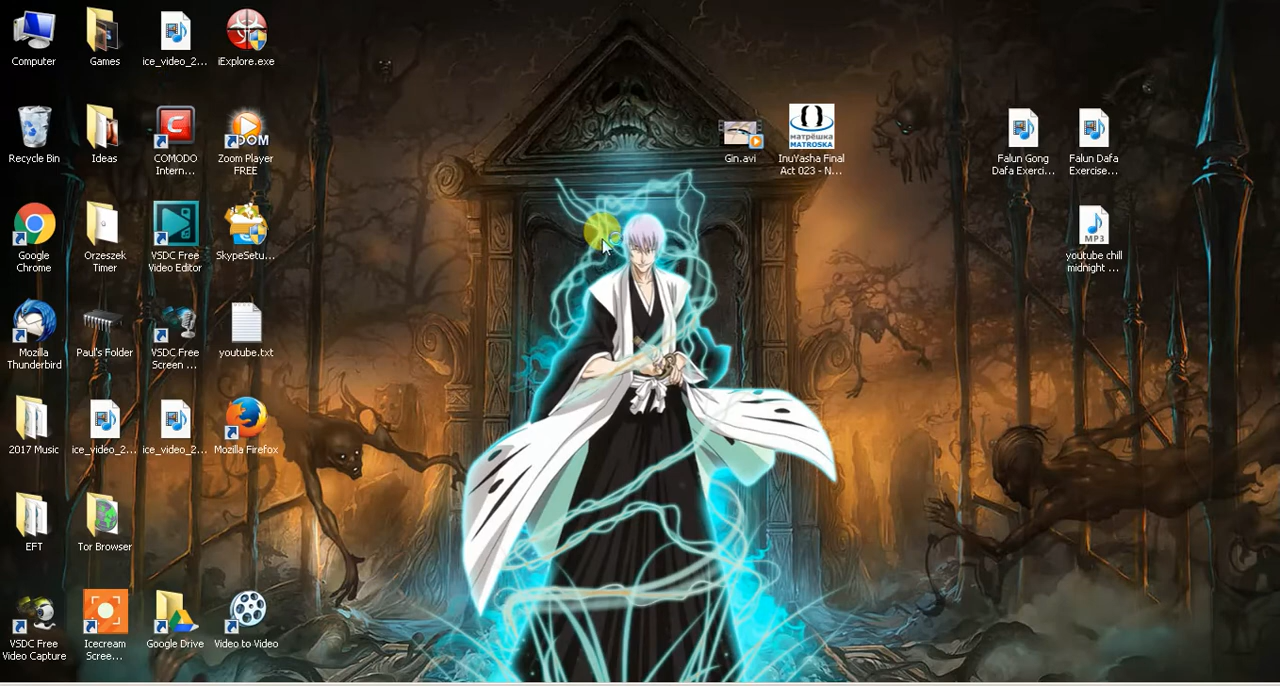 Computer
Games
ice_video_2...
iExplore.exe
Recycle Bin
Ideas
COMODO
Intern...
Zoom Player
FREE
Gin.avi
матрёшка
MATROSKA
InuYasha Final
Act 023 - N...
Falun Gong
Dafa Exerci...
Falun Dafa
Exercise...
Google
Chrome
Orzeszek
Timer
VSDC Free
Video Editor
SkypeSetu...
MP3
youtube chill
midnight ...
Mozilla
Thunderbird
Paul's Folder
VSDC Free
Screen ...
youtube.txt
2017 Music
ice_video_2...
ice_video_2...
Mozilla Firefox
EFT
Tor Browser
VSDC Free
Video Capture
Icecream
Scree...
Google Drive
Video to Video